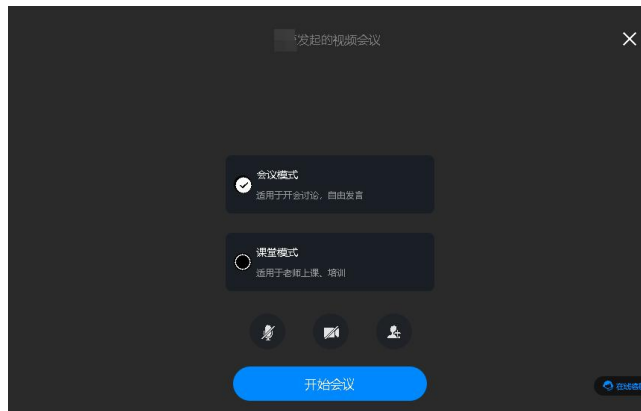 发起的视频会议
会议模式
适用于开会讨论，自由发言
课堂模式
适用于老师上课、培训
开始会议
在线